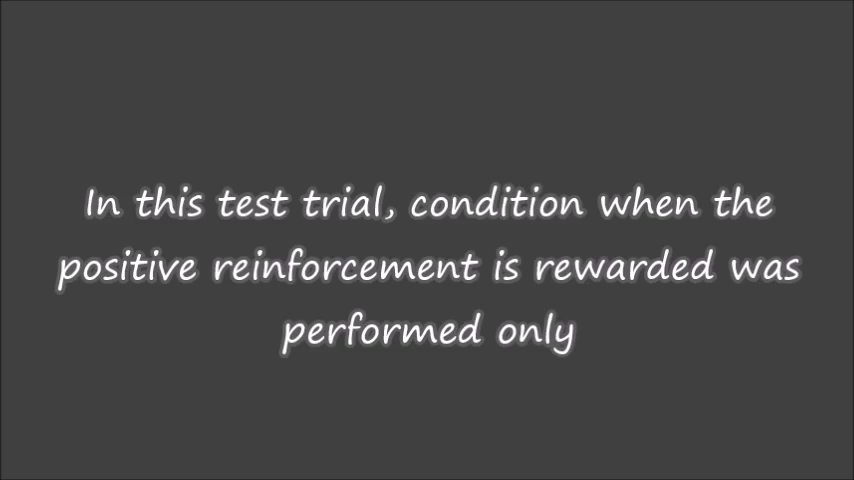 In this test trial, condition when the
positive reinforcement is rewarded was
performed only